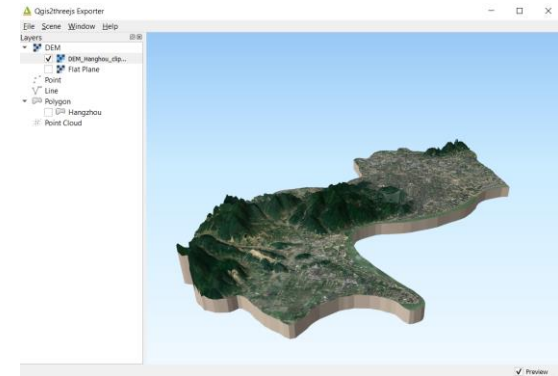 Qgis2threejs Exporter
File Scene Window Help
Layers
DEM
DEM_Hanghou_clip...
Flat Plane
Point
Line
Polygon
Hangzhou
Point Cloud
Preview